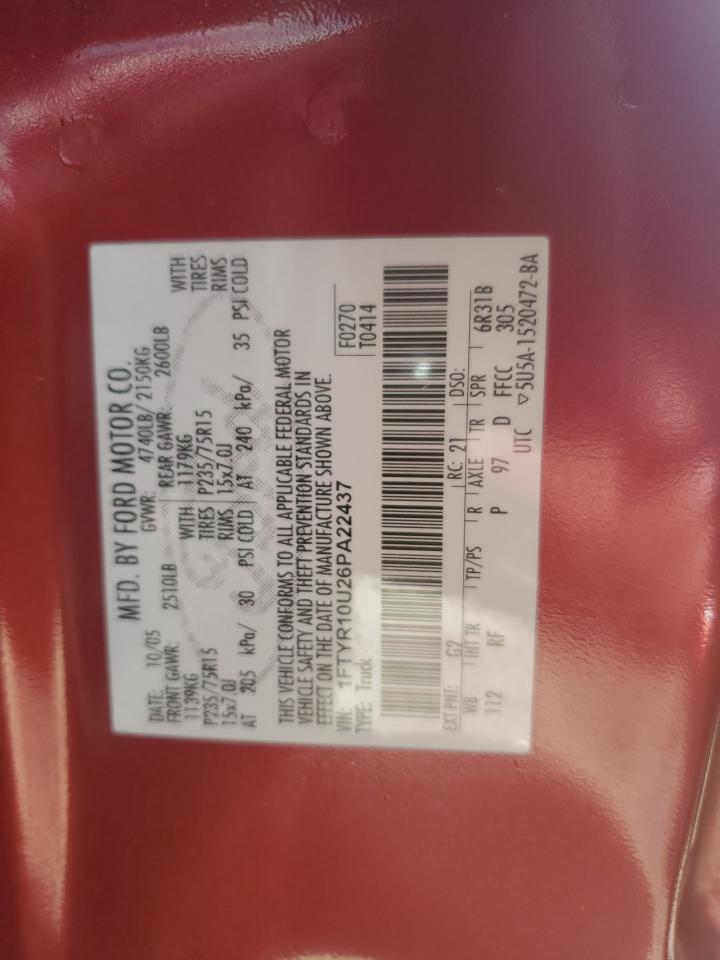 MFD. BY FORD MOTOR CO.
DATE: 10/05 GVWR: 4740LB/ 2150KG
FRONT GAWR: 2510LB REAR GAWR: 2600LB
1139KG WITH 1179KG WITH
P235/75R15 TIRES P235/75R15 TIRES
15x7.0J RIMS 15x7.0J RIMS
AT 205 kPa/ 30 PSI COLD AT 240 kPa/ 35 PSI COLD
THIS VEHICLE CONFORMS TO ALL APPLICABLE FEDERAL MOTOR
VEHICLE SAFETY AND THEFT PREVENTION STANDARDS IN
EFFECT ON THE DATE OF MANUFACTURE SHOWN ABOVE.
VIN: 1FTYR10U26PA22437 F0270
TYPE: Truck T0414
EXT PNT: G2 RC: 21 DSO:
WB INT TR TP/PS R AXLE TR SPR 6R31B
112 RF P 97 D FFCC 305
UTC ▽5U5A-1520472-BA